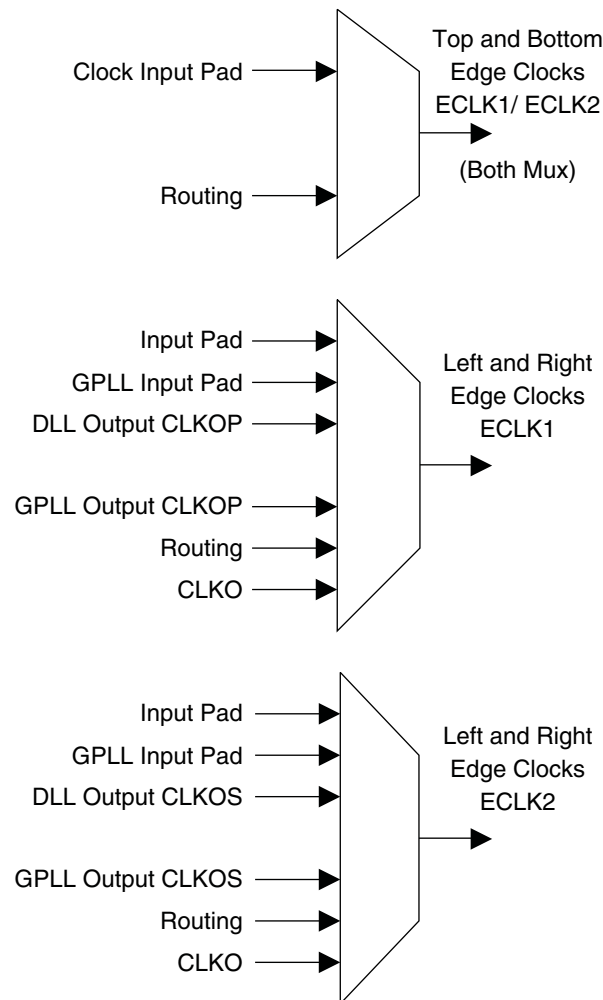 Clock Input Pad
Routing
Top and Bottom
Edge Clocks
ECLK1/ ECLK2
(Both Mux)
Input Pad
GPLL Input Pad
DLL Output CLKOP
GPLL Output CLKOP
Routing
CLKO
Left and Right
Edge Clocks
ECLK1
Input Pad
GPLL Input Pad
DLL Output CLKOS
GPLL Output CLKOS
Routing
CLKO
Left and Right
Edge Clocks
ECLK2